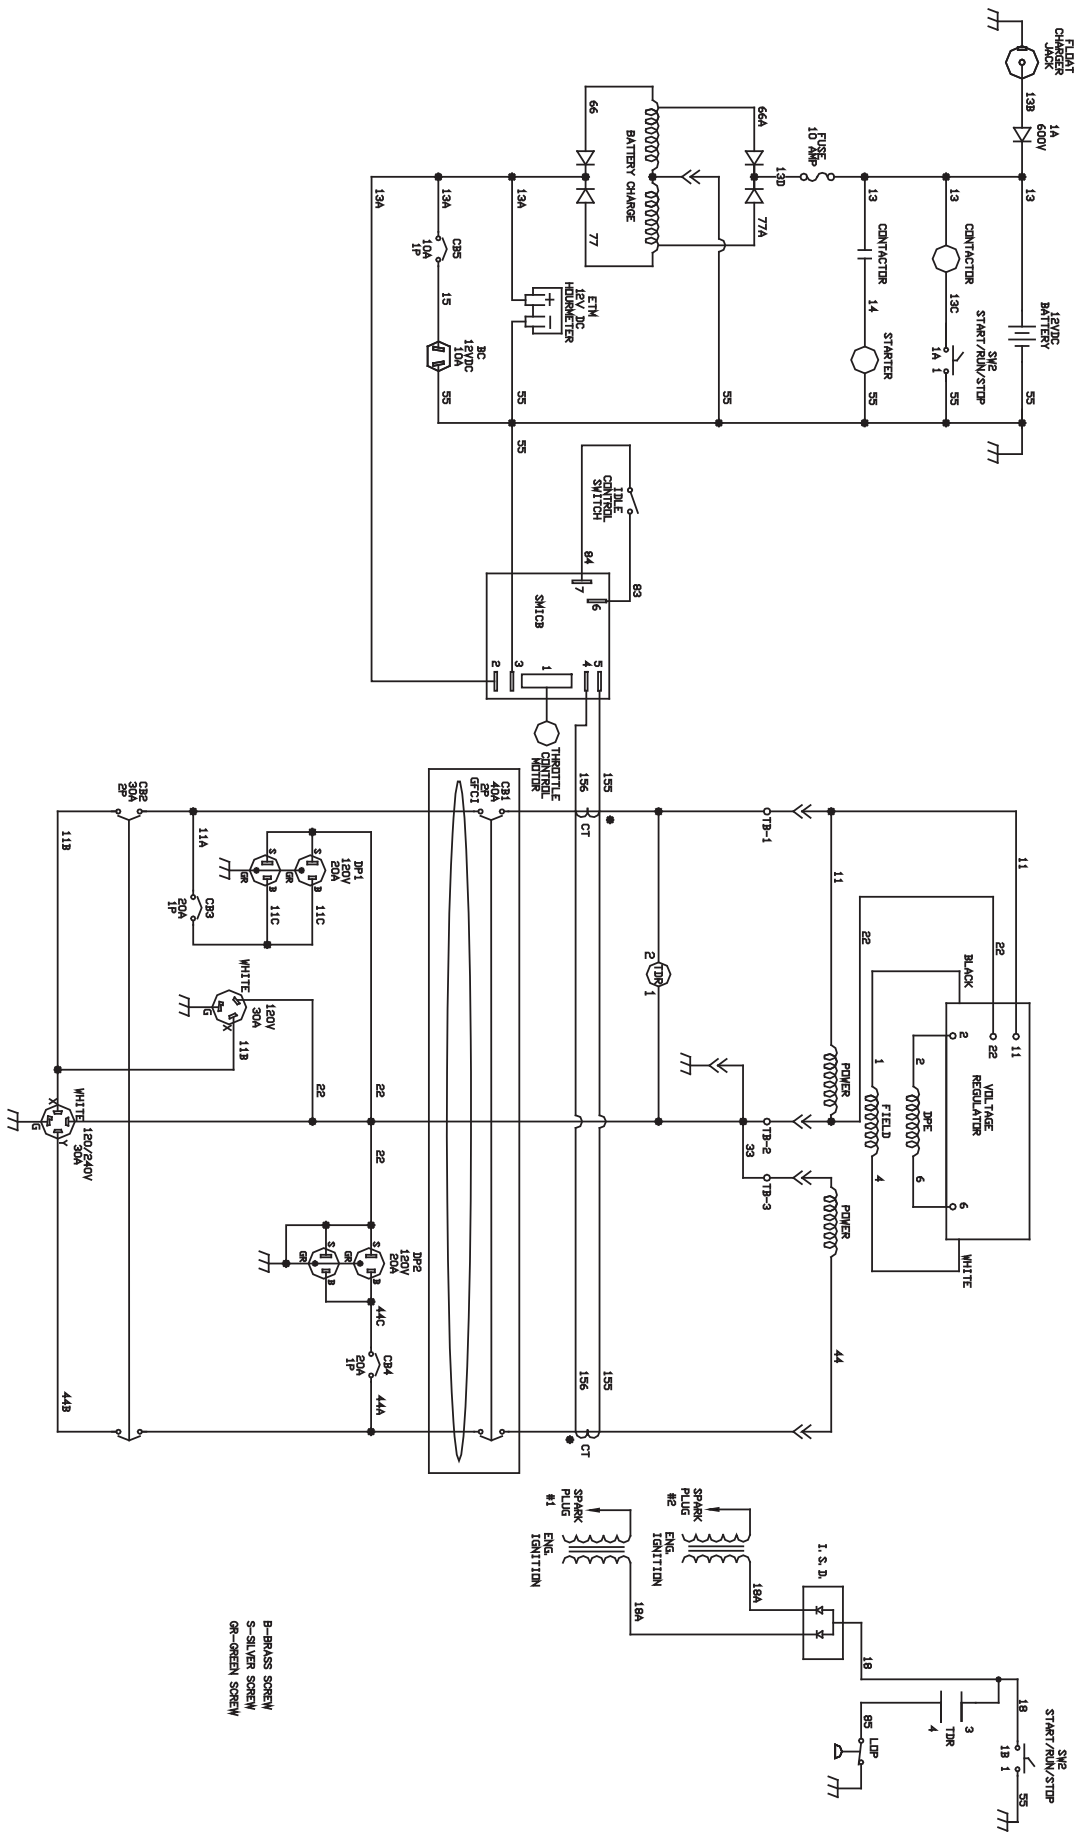 FLOAT
CHARGER
JACK
13B
1A
600V
13
12VDC
BATTERY
55
13
CONTACTOR
13C
SW2
START/RUN/STOP
1A 1
55
13
CONTACTOR
14
STARTER
55
FUSE
10 AMP
13D
66A
77A
66
BATTERY CHARGE
77
55
13A
ETM
12V DC
HOURMETER
+
-
55
55
13A
CB5
10A
1P
15
BC
12VDC
10A
55
13A
IDLE
CONTROL
SWITCH
84
83
SMICB
7
6
5
4
1
3
2
THROTTLE
CONTROL
MOTOR
155
156
CT
155
156
CT
11
22
BLACK
VOLTAGE
REGULATOR
11
22
2
6
WHITE
2
DPE
6
1
FIELD
4
11
POWER
22
POWER
44
TB-1
TB-2
TB-3
33
2
TDR
1
CB1
40A
2P
GFCI
CB2
30A
2P
11B
11A
CB3
20A
1P
DP1
120V
20A
S
B
GR
S
B
GR
11C
11C
WHITE
120V
30A
G
X
11B
22
22
22
WHITE
120/240V
30A
X
Y
G
DP2
120V
20A
S
B
GR
S
B
GR
44C
CB4
20A
1P
44A
44B
SPARK
PLUG
#1
ENG.
IGNITION
SPARK
PLUG
#2
ENG.
IGNITION
18A
18A
I. S. D.
18
18
SW2
START/RUN/STOP
1B 1
55
3
TDR
4
85
LOP
B-BRASS SCREW
S-SILVER SCREW
GR-GREEN SCREW